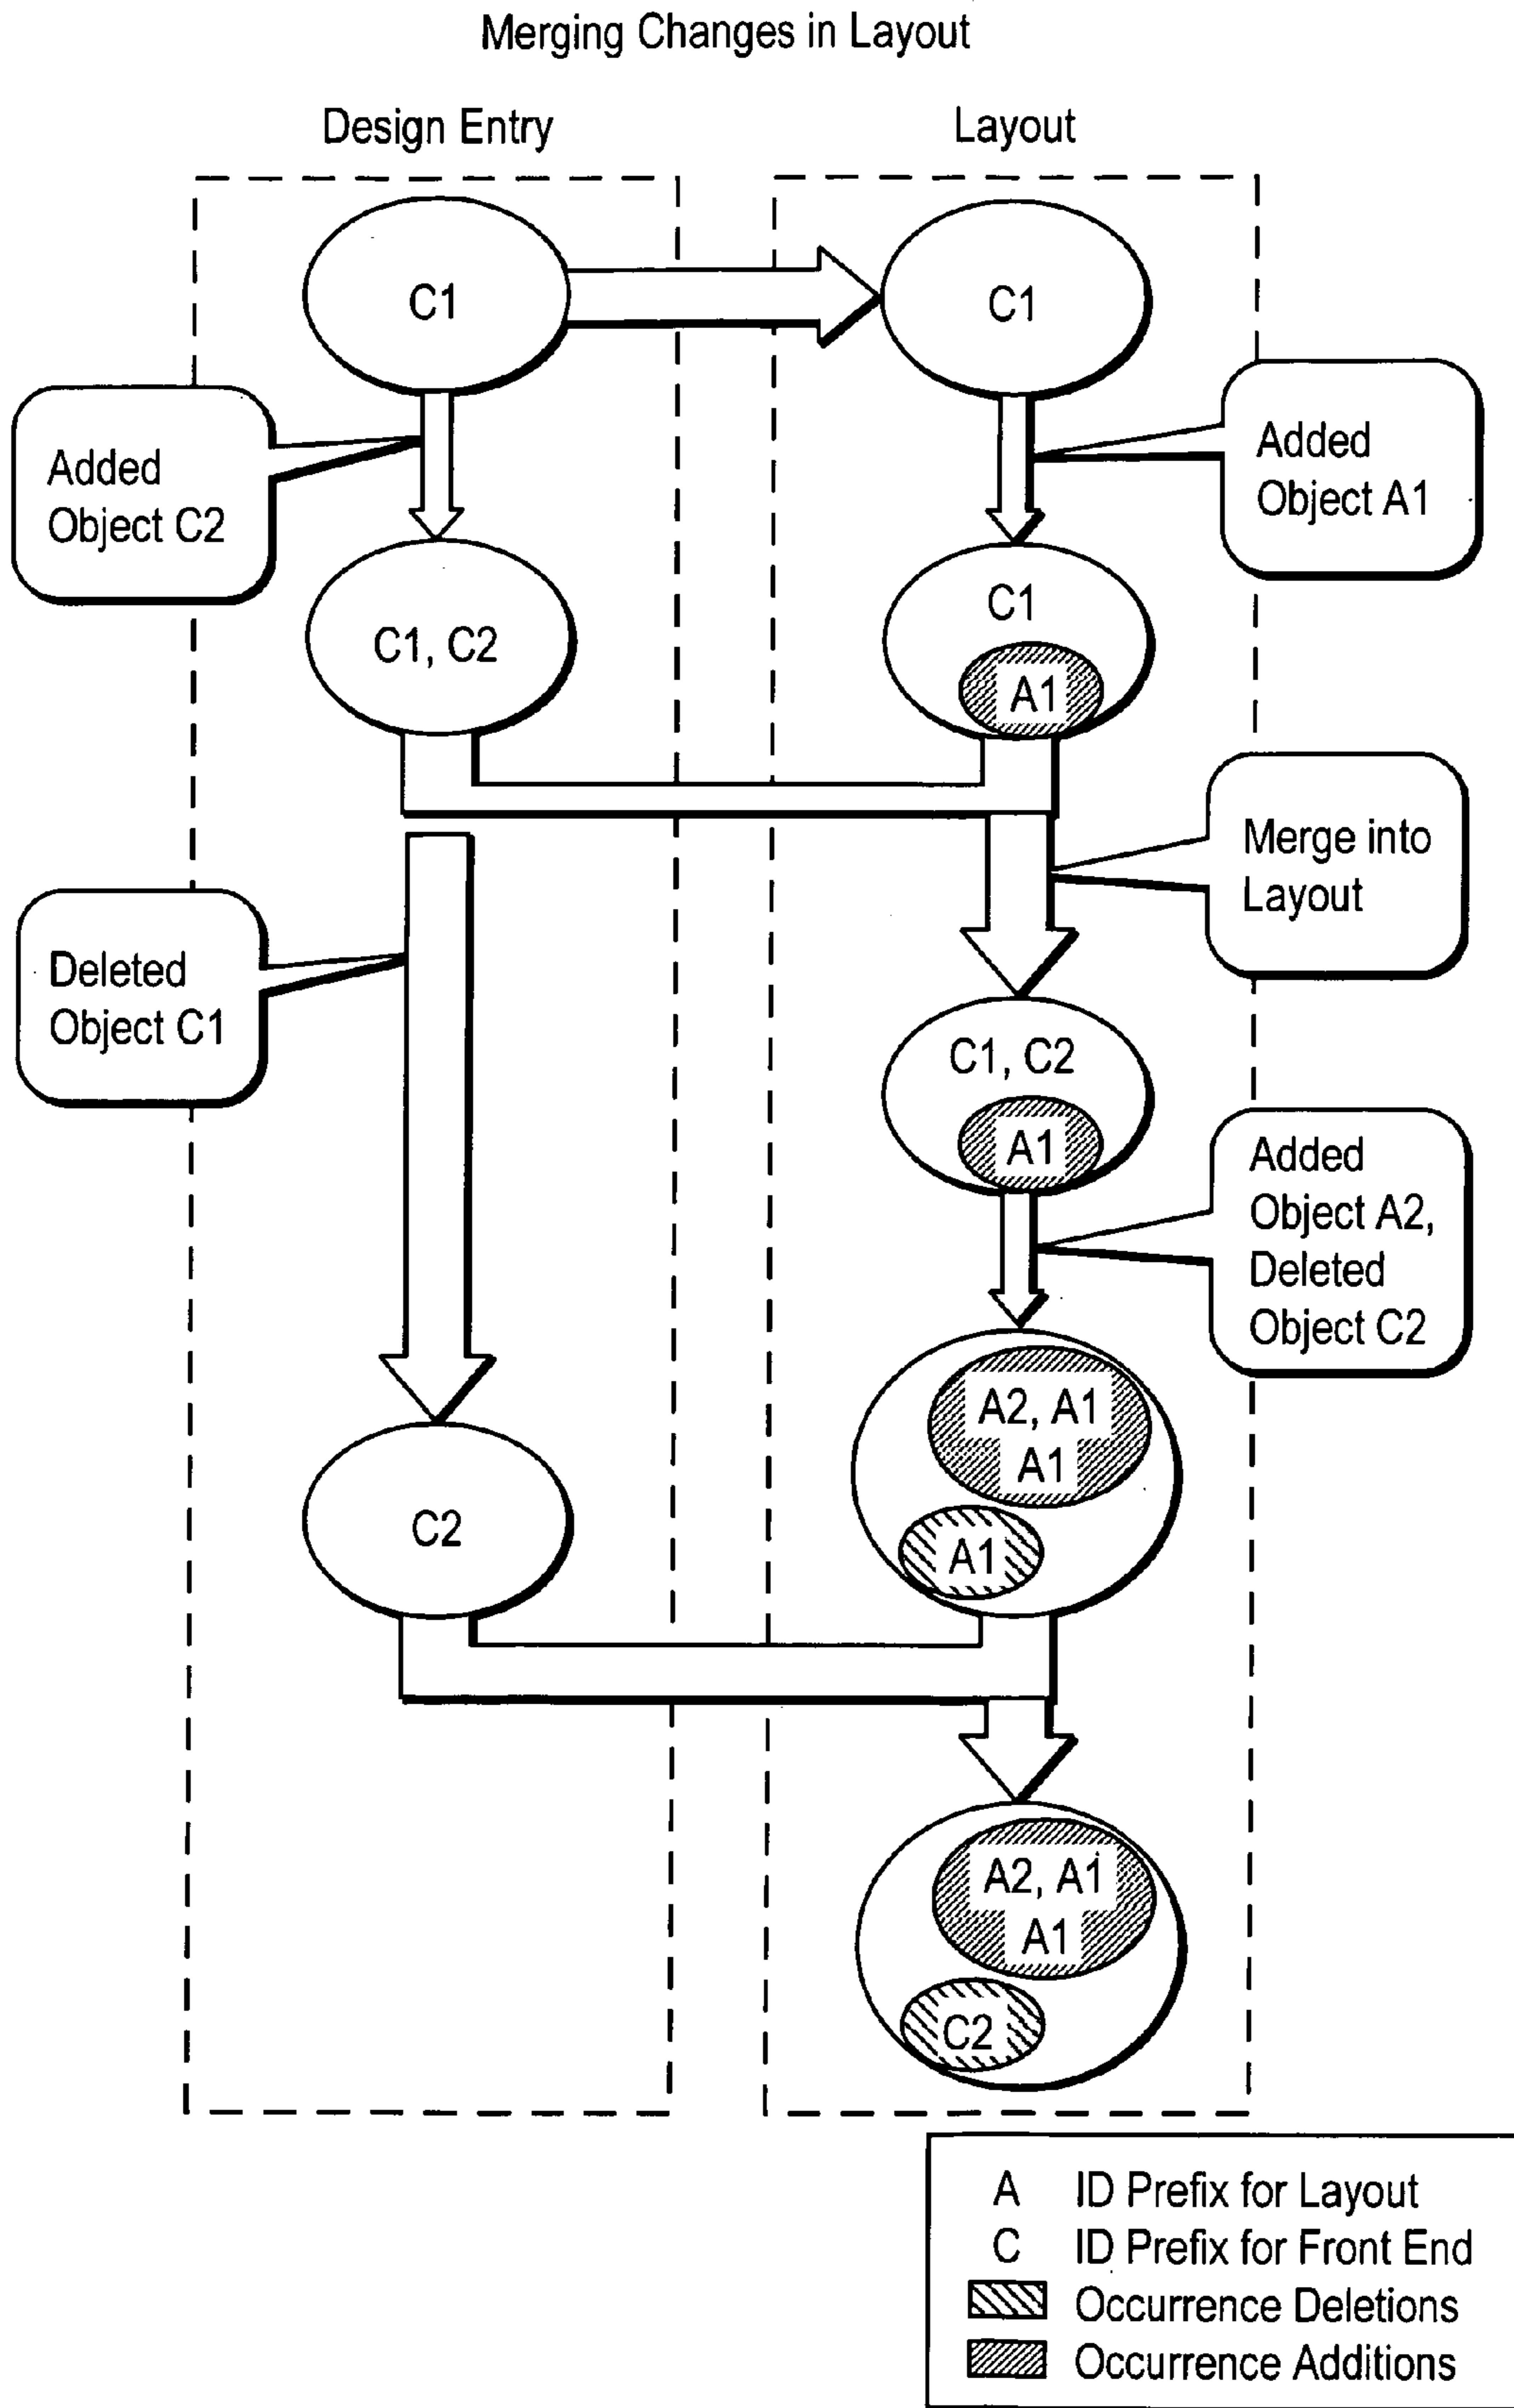 Merging Changes in Layout
Design Entry
Layout
C1
C1
Added
Object C2
Added
Object A1
C1, C2
C1
A1
Merge into
Layout
Deleted
Object C1
C1, C2
A1
Added
Object A2,
Deleted
Object C2
A2, A1
A1
A1
C2
A2, A1
A1
C2
A ID Prefix for Layout
C ID Prefix for Front End
Occurrence Deletions
Occurrence Additions